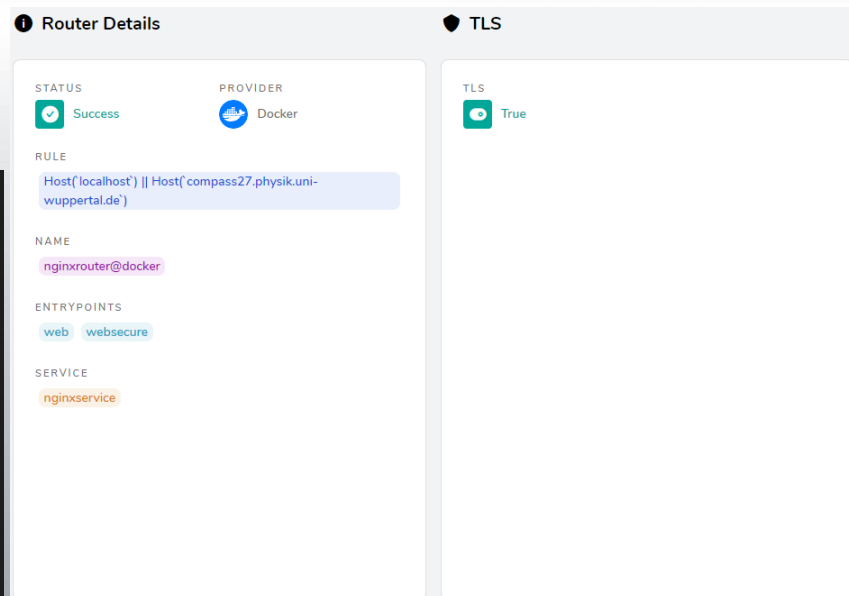 Router Details
TLS
STATUS
PROVIDER
Success
Docker
RULE
Host(`localhost`) || Host(`compass27.physik.uni-
wuppertal.de`)
NAME
nginxrouter@docker
ENTRYPOINTS
web websecure
SERVICE
nginxservice
TLS
True